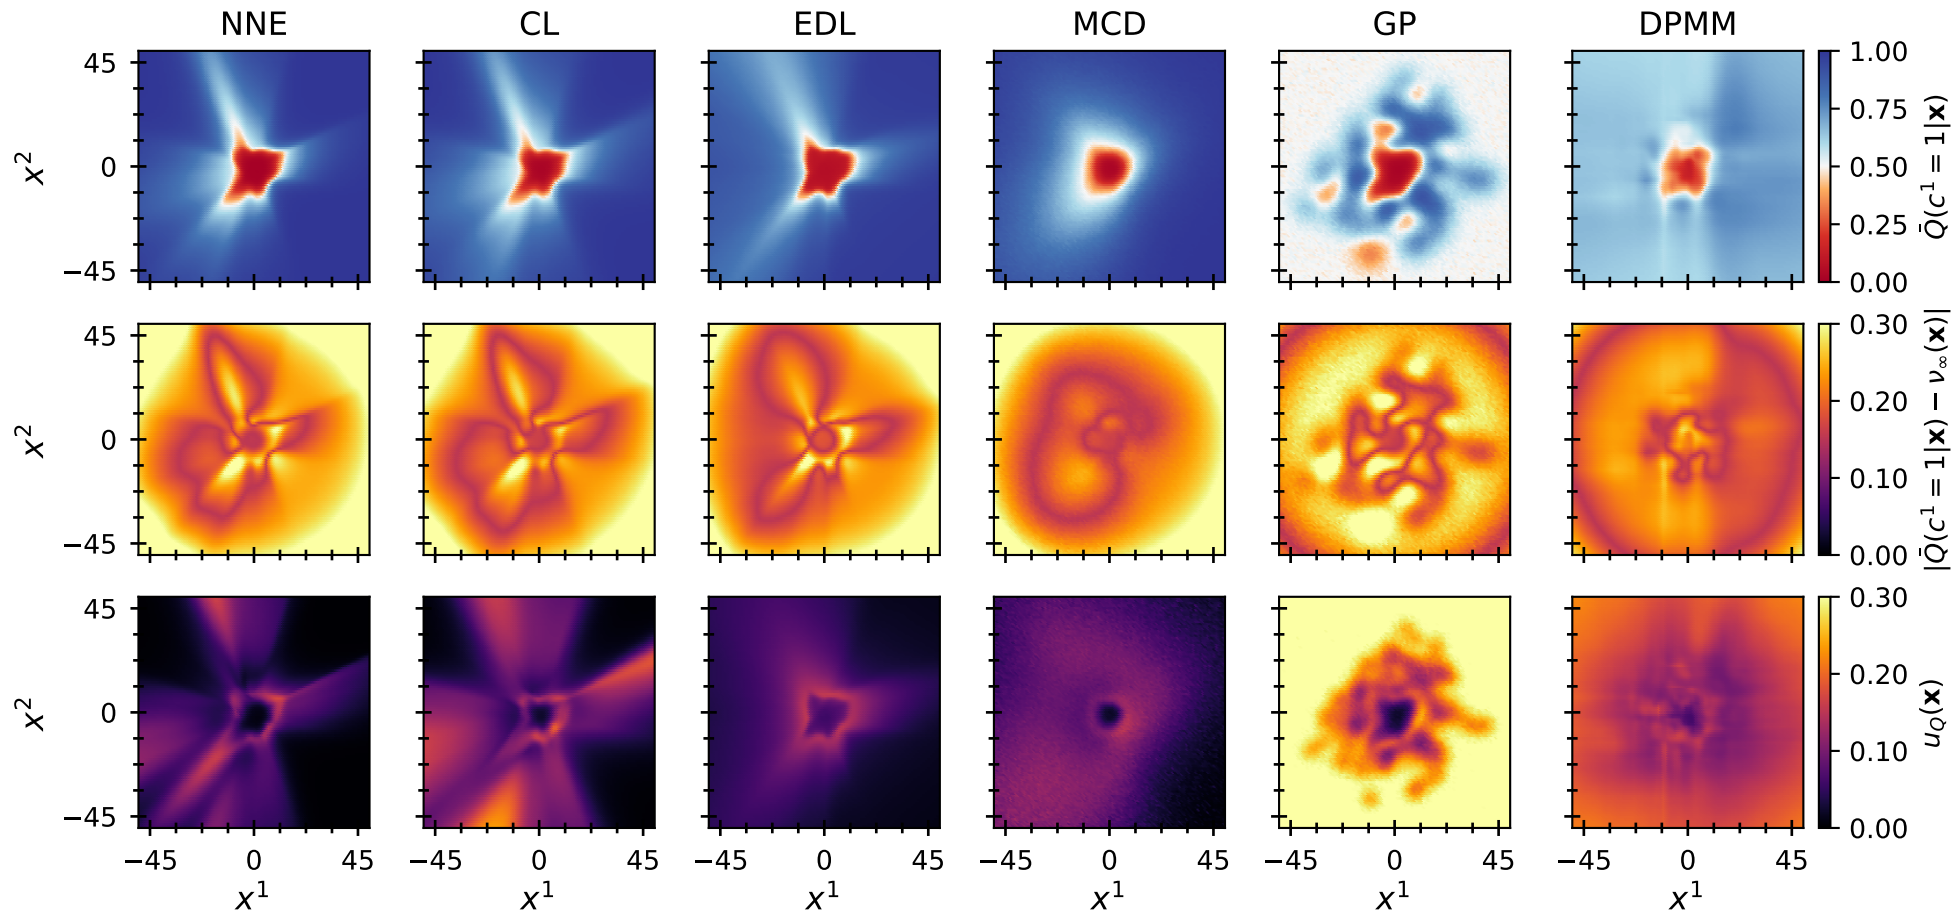 NNE CL EDL MCD GP DPMM
45 0 −45 x² 1.00 0.75 0.50 0.25 0.00 Q̄(c¹ = 1|𝐱)
45 0 −45 x² 0.30 0.20 0.10 0.00 |Q̄(c¹ = 1|𝐱) − ν∞(𝐱)|
45 0 −45 x² 0.30 0.20 0.10 0.00 u_Q(𝐱)
−45 0 45 −45 0 45 −45 0 45 −45 0 45 −45 0 45 −45 0 45
x¹ x¹ x¹ x¹ x¹ x¹